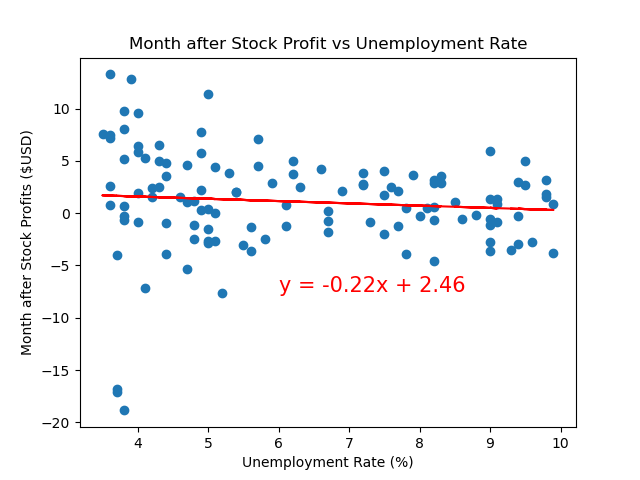 Month after Stock Profit vs Unemployment Rate
Month after Stock Profits ($USD)
10
5
0
−5
−10
−15
−20
y = -0.22x + 2.46
4 5 6 7 8 9 10
Unemployment Rate (%)